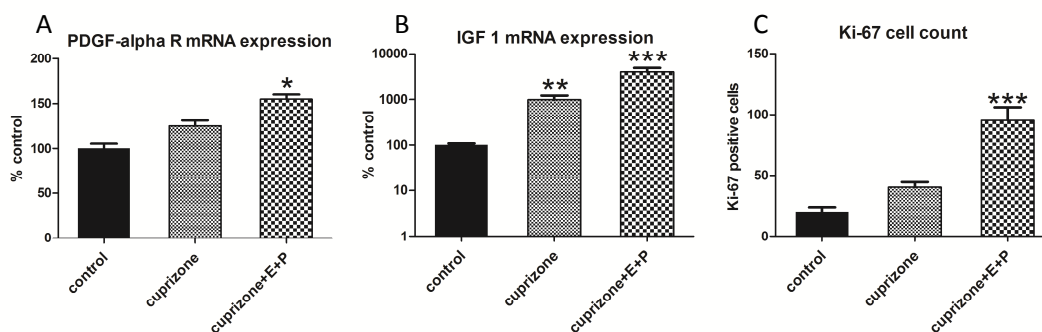 A
PDGF-alpha R mRNA expression
% control
200
150
100
50
0
*
control
cuprizone
cuprizone+E+P
B
IGF 1 mRNA expression
% control
10000
1000
100
10
1
**
***
control
cuprizone
cuprizone+E+P
C
Ki-67 cell count
Ki-67 positive cells
150
100
50
0
***
control
cuprizone
cuprizone+E+P